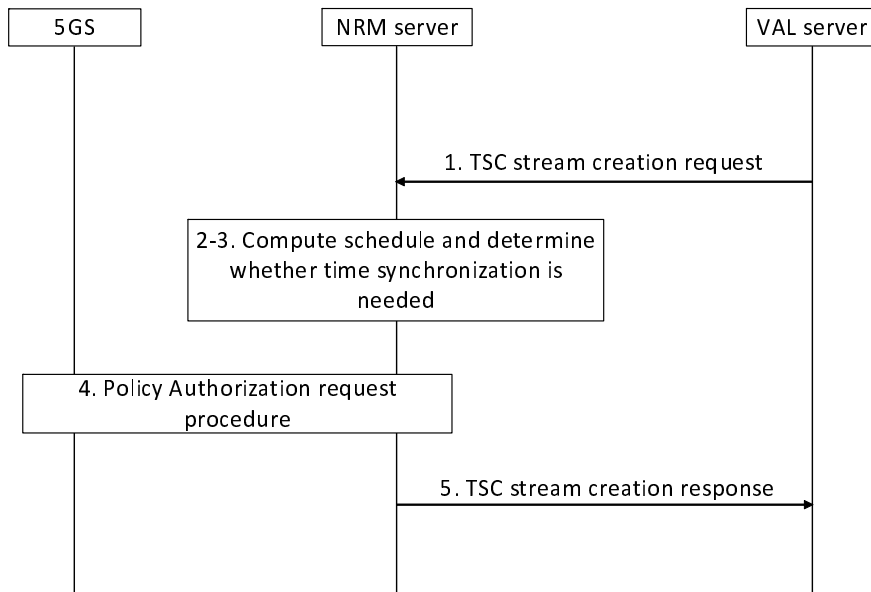 5GS
NRM server
VAL server
1. TSC stream creation request
2-3. Compute schedule and determine
whether time synchronization is
needed
4. Policy Authorization request
procedure
5. TSC stream creation response